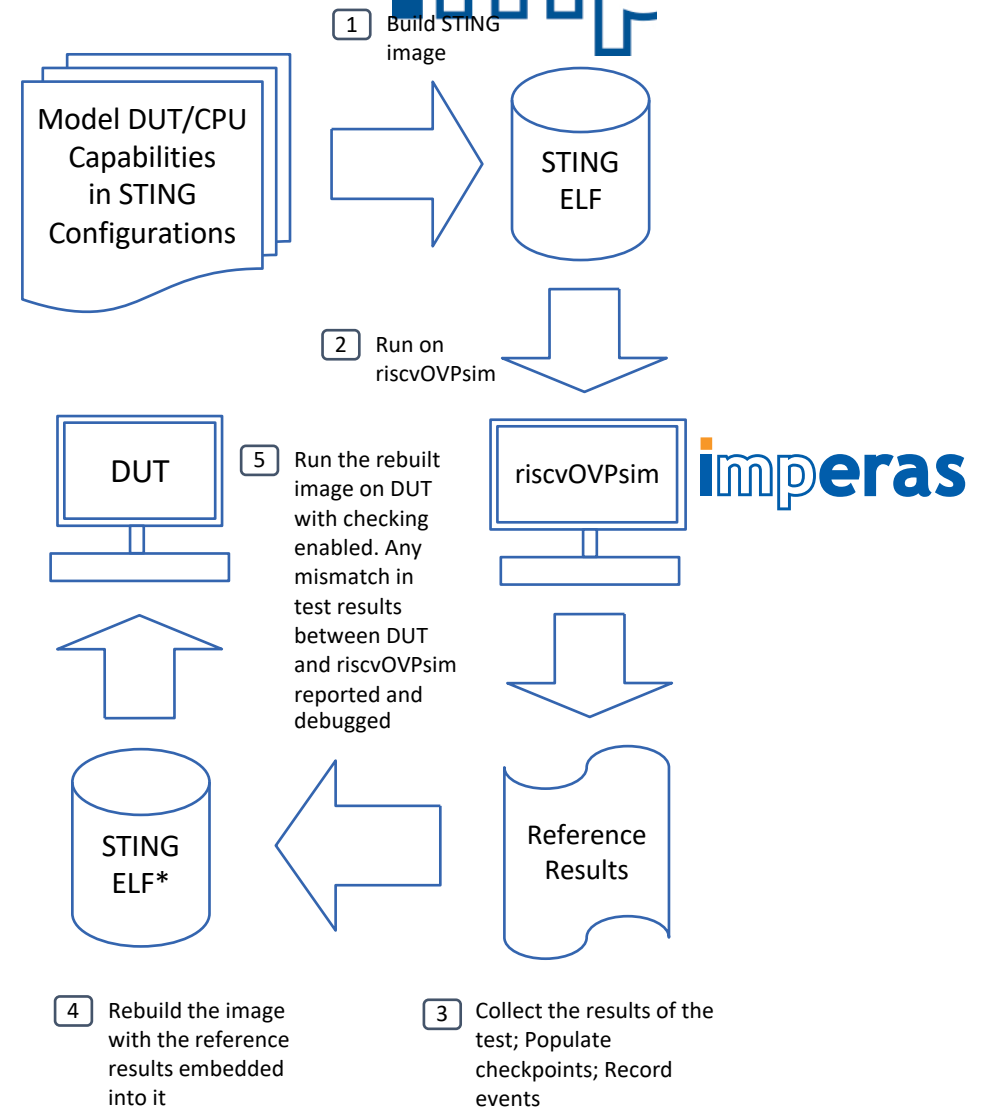 1 Build STING
image
Model DUT/CPU
Capabilities
in STING
Configurations
STING
ELF
2 Run on
riscvOVPsim
DUT
5 Run the rebuilt
image on DUT
with checking
enabled. Any
mismatch in
test results
between DUT
and riscvOVPsim
reported and
debugged
riscvOVPsim
imperas
STING
ELF*
Reference
Results
4 Rebuild the image
with the reference
results embedded
into it
3 Collect the results of the
test; Populate
checkpoints; Record
events